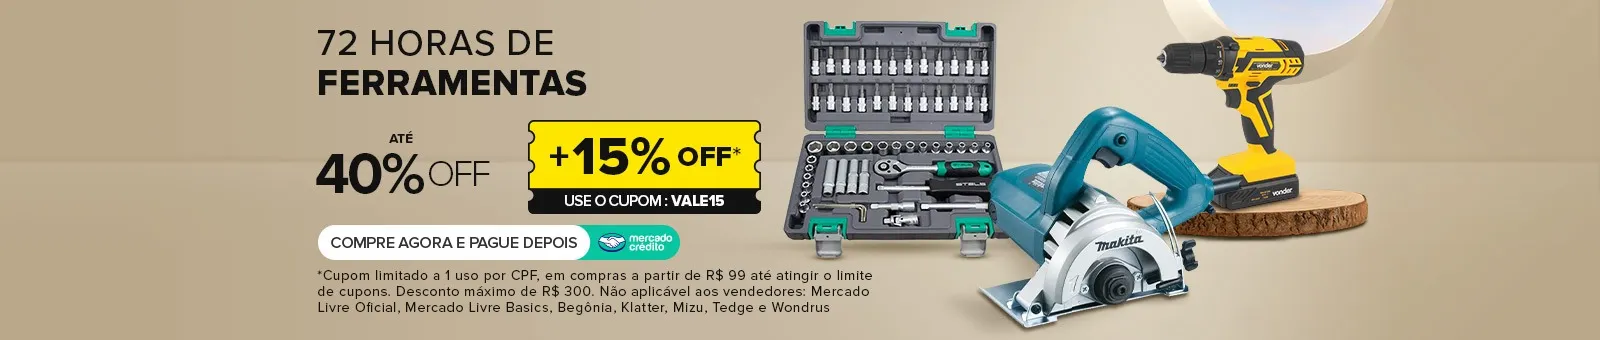 72 HORAS DE
FERRAMENTAS
ATÉ
40% OFF
+15% OFF*
USE O CUPOM: VALE15
COMPRE AGORA E PAGUE DEPOIS
mercado
crédito
*Cupom limitado a 1 uso por CPF, em compras a partir de R$ 99 até atingir o limite
de cupons. Desconto máximo de R$ 300. Não aplicável aos vendedores: Mercado
Livre Oficial, Mercado Livre Basics, Begônia, Klatter, Mizu, Tedge e Wondrus
STELS
makita
vonder
vonder